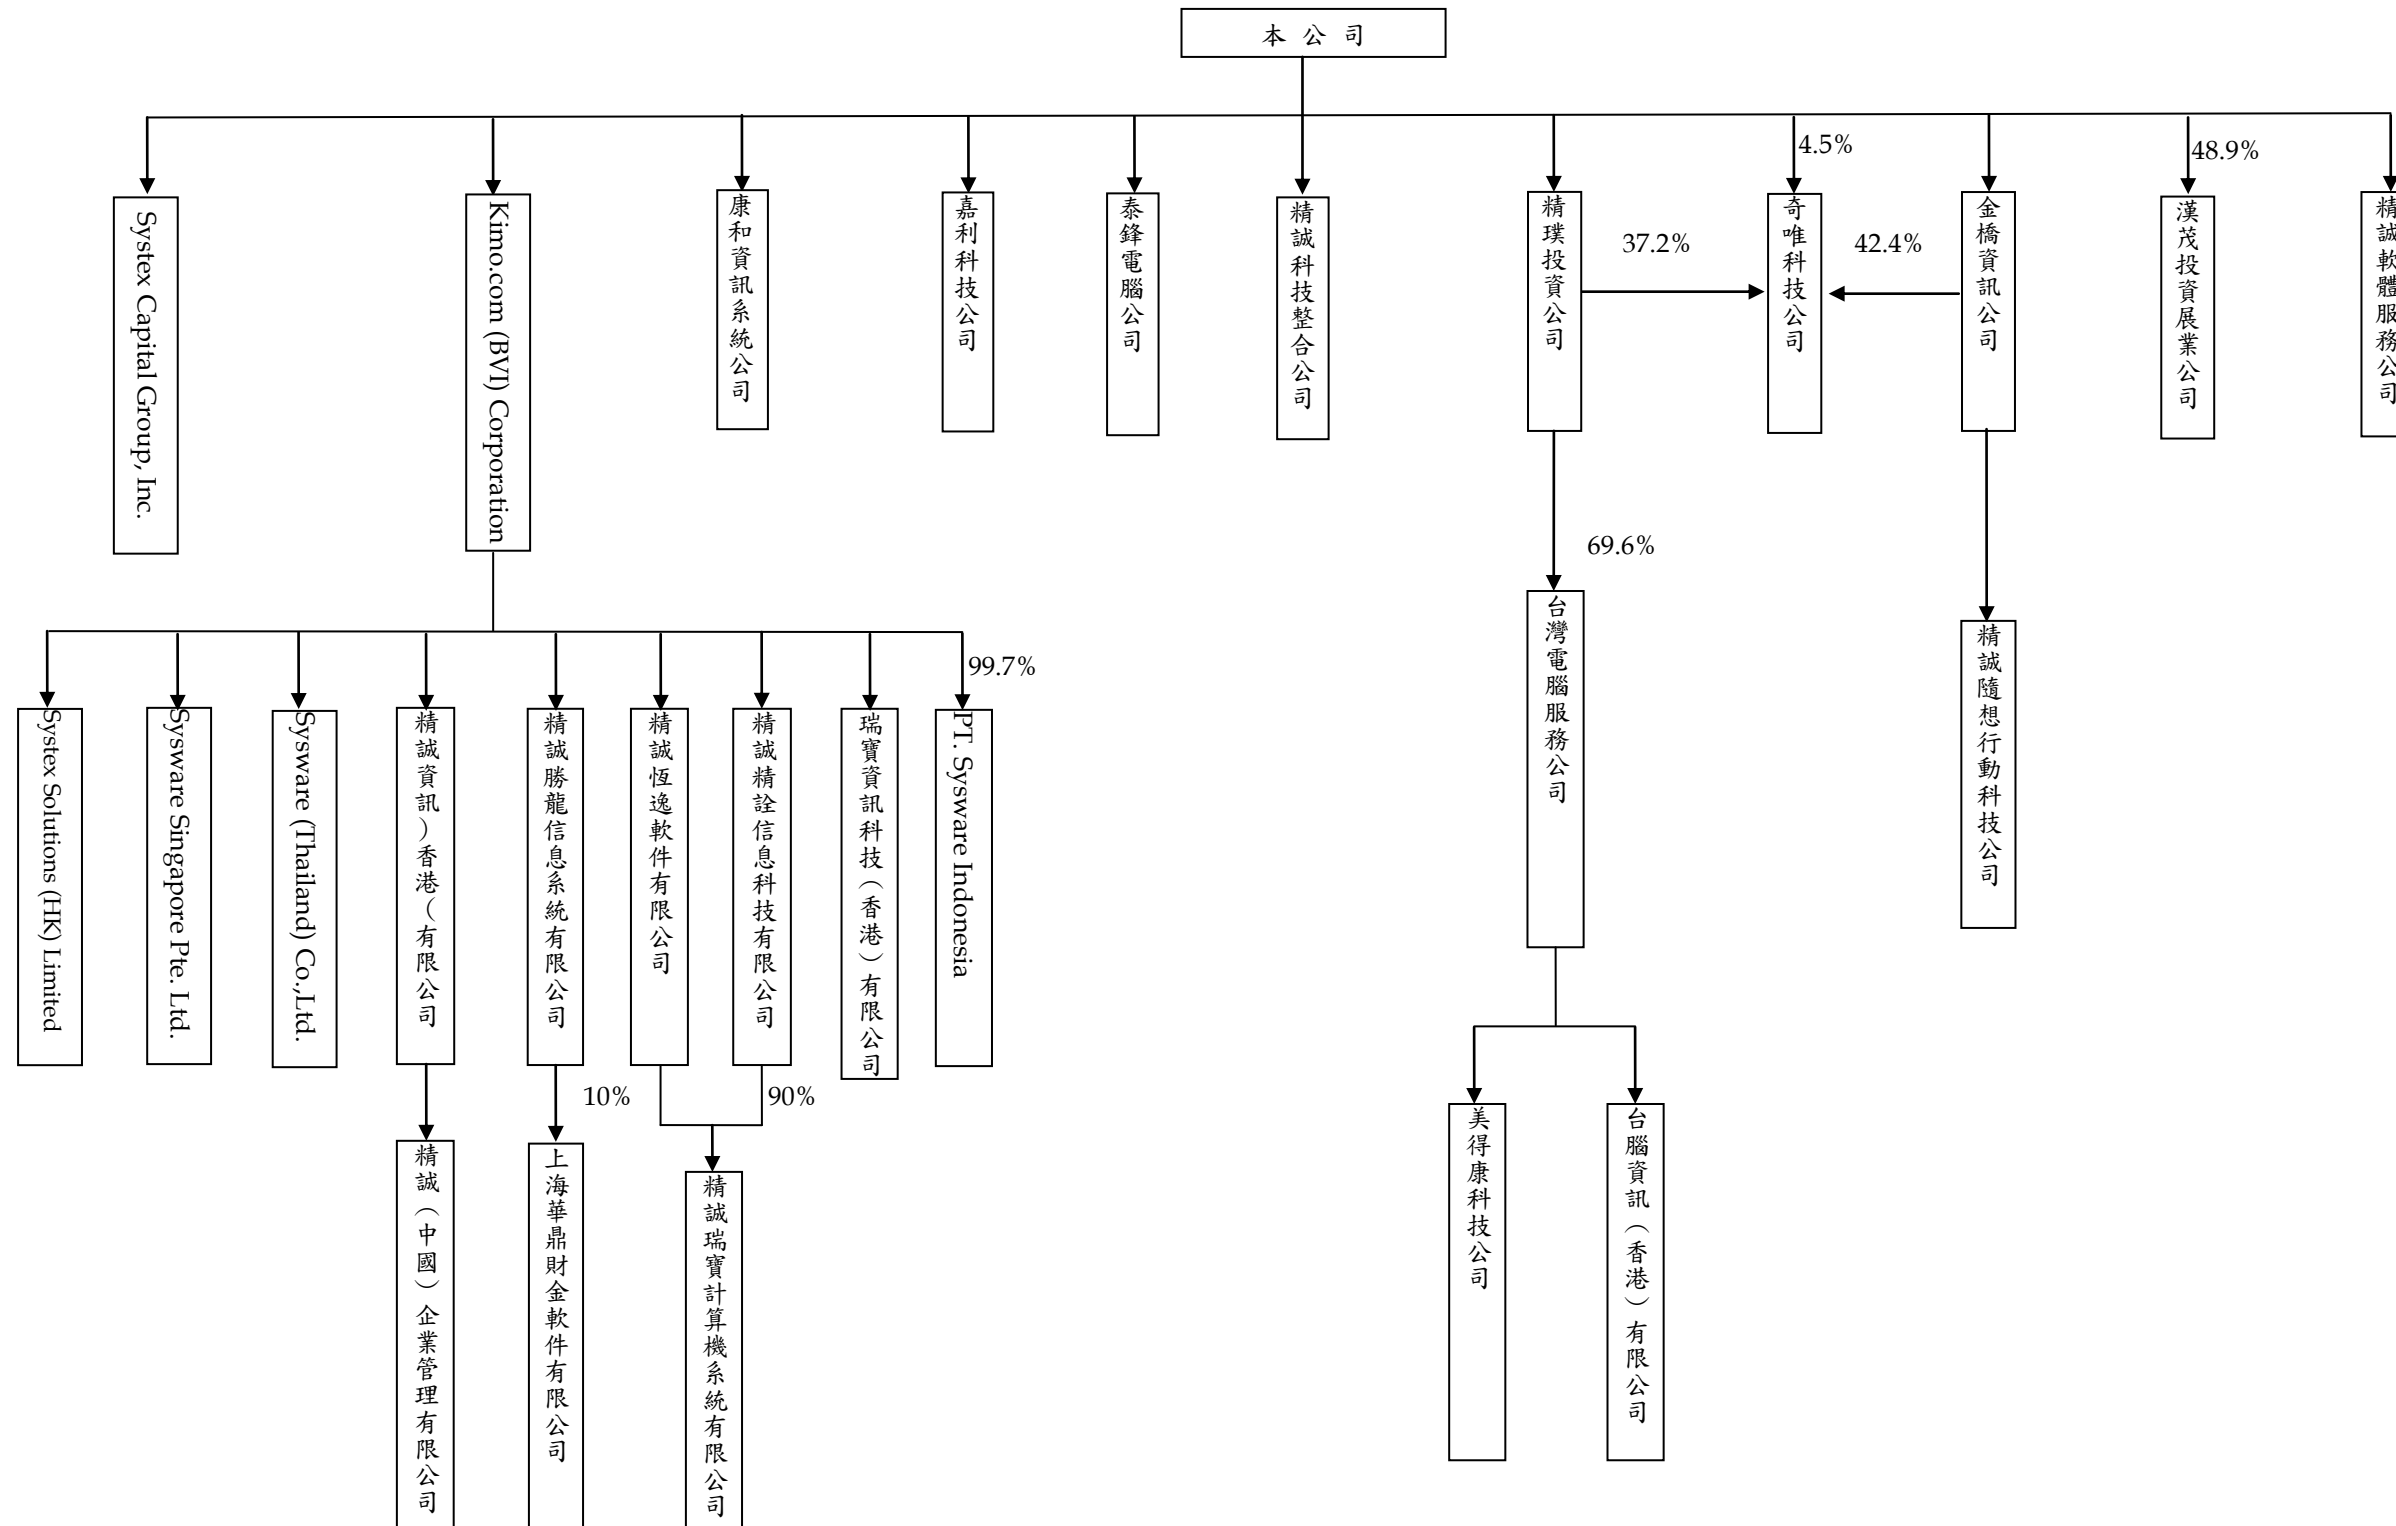 本公司
4.5%
48.9%
Systex Capital Group, Inc.
Kimo.com (BVI) Corporation
康和資訊系統公司
嘉利科技公司
泰鋒電腦公司
精誠科技整合公司
精璞投資公司
37.2%
奇唯科技公司
42.4%
金橋資訊公司
漢茂投資展業公司
精誠軟體服務公司
69.6%
99.7%
台灣電腦服務公司
精誠隨想行動科技公司
Systex Solutions (HK) Limited
Sysware Singapore Pte. Ltd.
Sysware (Thailand) Co.,Ltd.
精誠資訊）香港（有限公司
精誠勝龍信息系統有限公司
精誠恆逸軟件有限公司
精誠精詮信息科技有限公司
瑞寶資訊科技（香港）有限公司
PT. Sysware Indonesia
10%
90%
精誠（中國）企業管理有限公司
上海華鼎財金軟件有限公司
精誠瑞寶計算機系統有限公司
美得康科技公司
台腦資訊（香港）有限公司